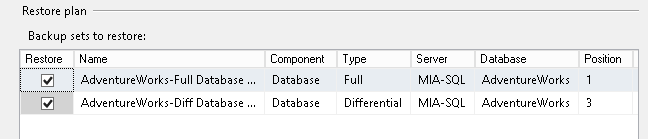 Restore plan
Backup sets to restore:
Restore Name Component Type Server Database Position
AdventureWorks-Full Database ... Database Full MIA-SQL AdventureWorks 1
AdventureWorks-Diff Database ... Database Differential MIA-SQL AdventureWorks 3